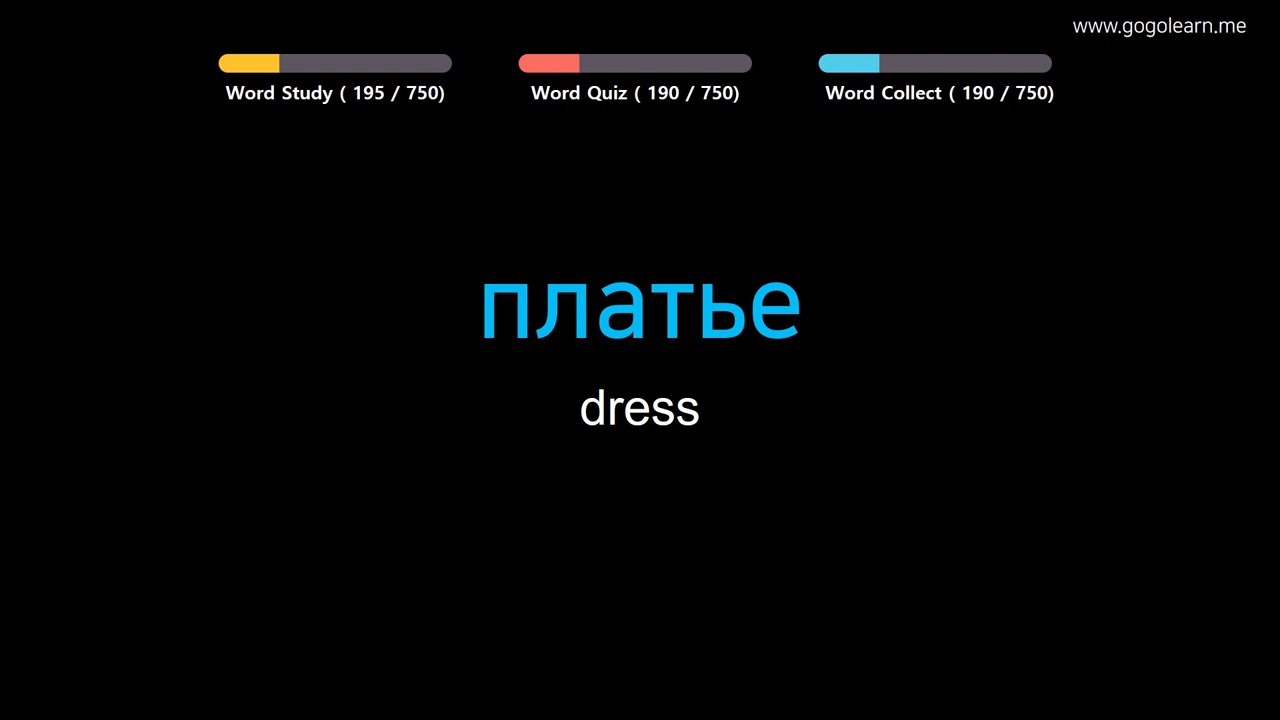 www.gogolearn.me
Word Study ( 195 / 750)
Word Quiz ( 190 / 750)
Word Collect ( 190 / 750)
платье
dress